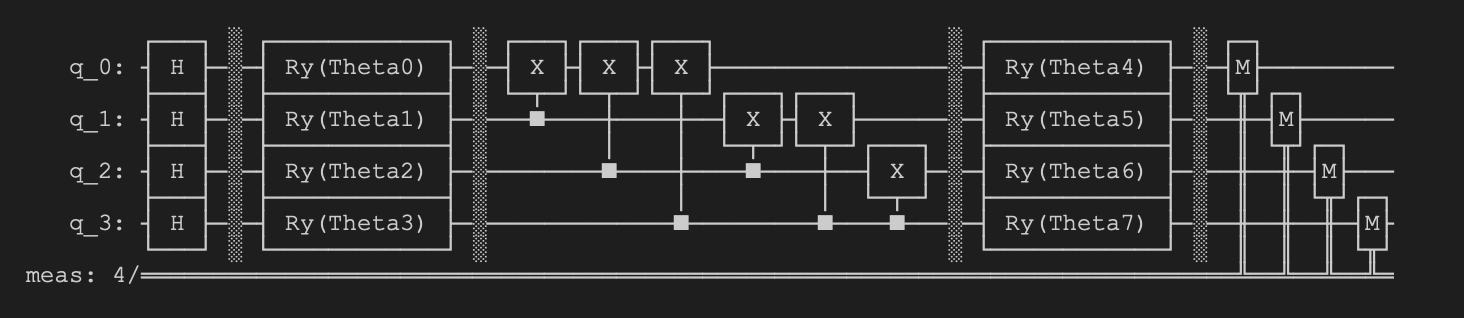 q_0: H Ry(Theta0) X X X Ry(Theta4) M
q_1: H Ry(Theta1) X X Ry(Theta5) M
q_2: H Ry(Theta2) X Ry(Theta6) M
q_3: H Ry(Theta3) Ry(Theta7) M
meas: 4/